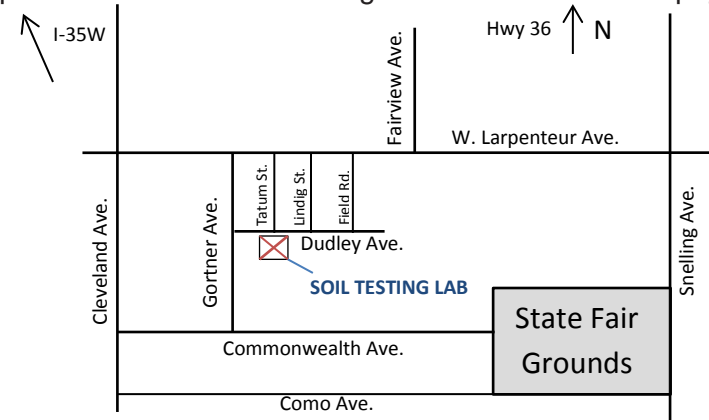 I-35W
Hwy 36
N
Fairview Ave.
W. Larpenteur Ave.
Tatum St.
Lindig St.
Field Rd.
Cleveland Ave.
Gortner Ave.
Dudley Ave.
Snelling Ave.
SOIL TESTING LAB
State Fair
Grounds
Commonwealth Ave.
Como Ave.